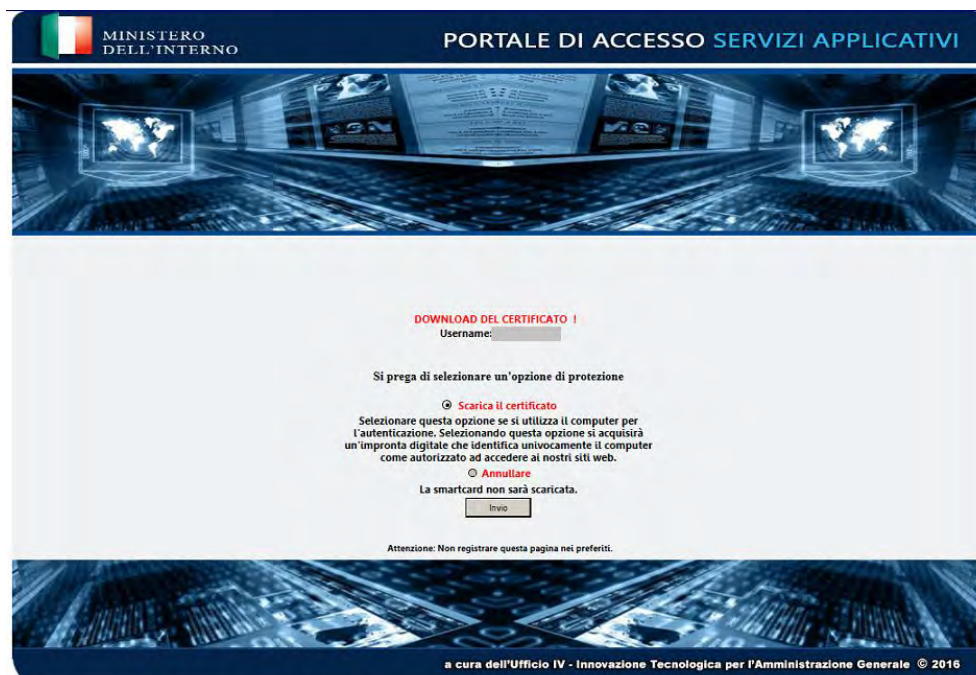 MINISTERO
DELL'INTERNO
PORTALE DI ACCESSO SERVIZI APPLICATIVI
DOWNLOAD DEL CERTIFICATO !
Username:
Si prega di selezionare un'opzione di protezione
Scarica il certificato
Selezionare questa opzione se si utilizza il computer per
l'autenticazione. Selezionando questa opzione si acquisirà
un'impronta digitale che identifica univocamente il computer
come autorizzato ad accedere ai nostri siti web.
Annullare
La smartcard non sarà scaricata.
Invio
Attenzione: Non registrare questa pagina nei preferiti.
a cura dell'Ufficio IV - Innovazione Tecnologica per l'Amministrazione Generale © 2016